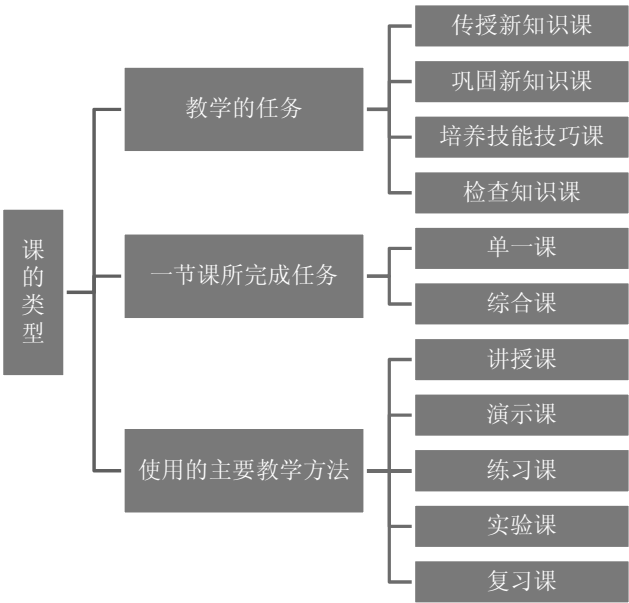 课的类型
教学的任务
传授新知识课
巩固新知识课
培养技能技巧课
检查知识课
一节课所完成任务
单一课
综合课
使用的主要教学方法
讲授课
演示课
练习课
实验课
复习课